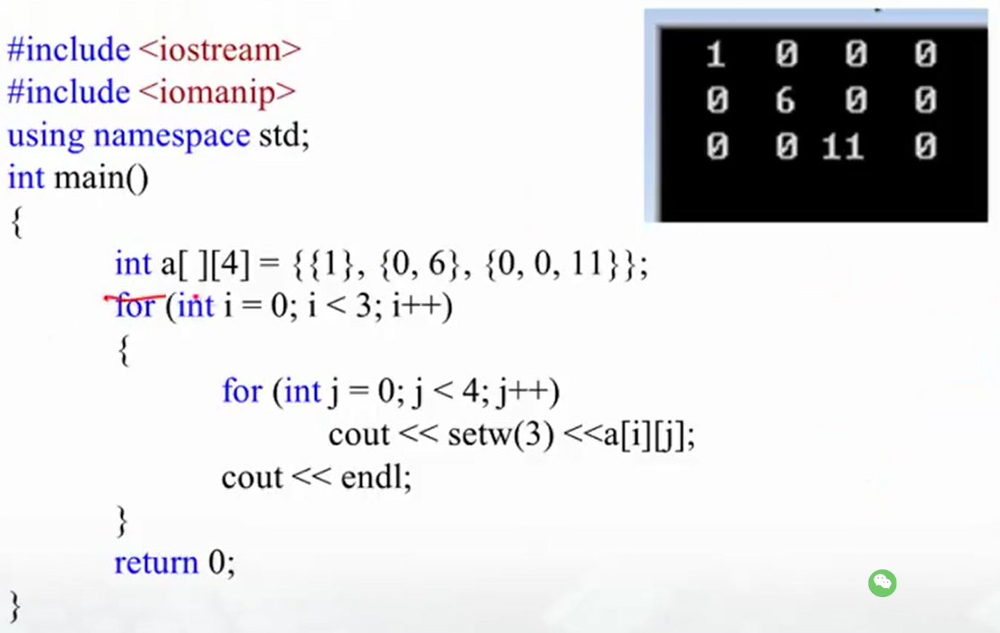 #include <iostream>
#include <iomanip>
using namespace std;
int main()
{
int a[ ][4] = {{1}, {0, 6}, {0, 0, 11}};
for (int i = 0; i < 3; i++)
{
for (int j = 0; j < 4; j++)
cout << setw(3) <<a[i][j];
cout << endl;
}
return 0;
}
1 0 0 0
0 6 0 0
0 0 11 0